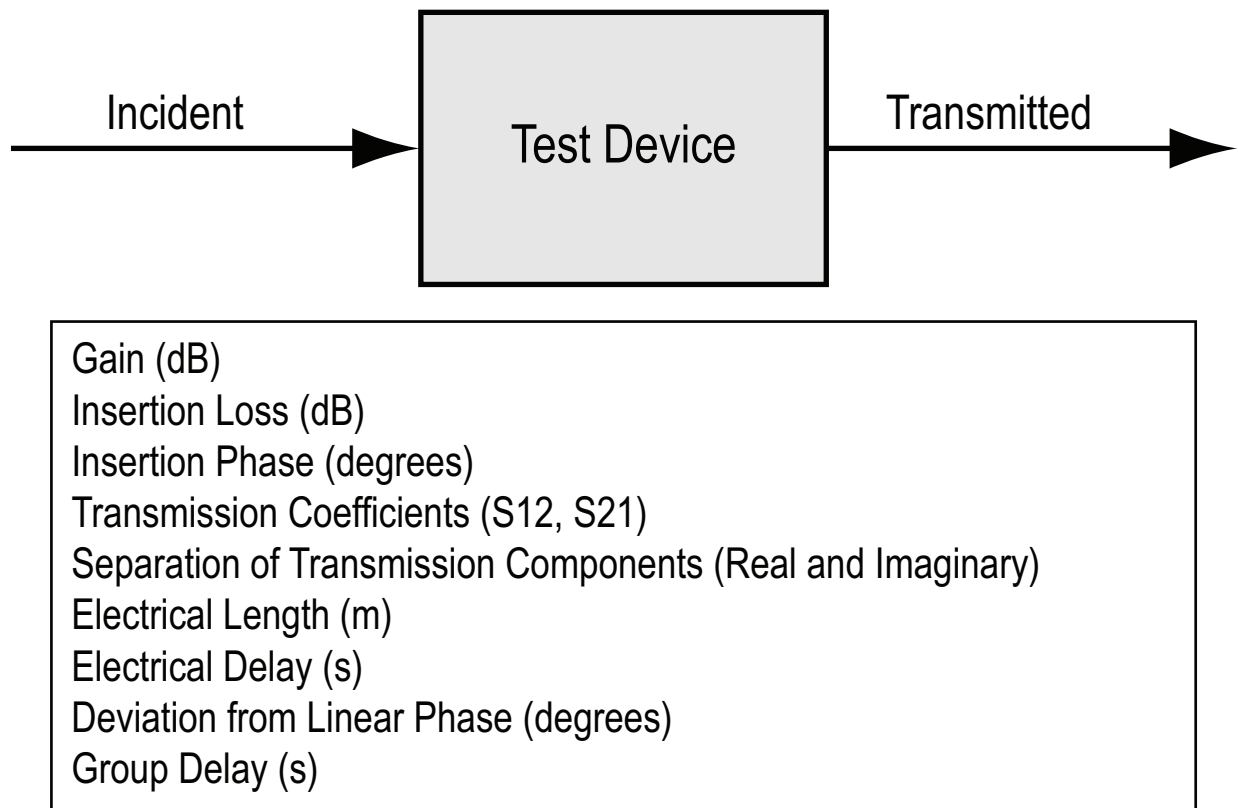 Incident
Test Device
Transmitted
Gain (dB)
Insertion Loss (dB)
Insertion Phase (degrees)
Transmission Coefficients (S12, S21)
Separation of Transmission Components (Real and Imaginary)
Electrical Length (m)
Electrical Delay (s)
Deviation from Linear Phase (degrees)
Group Delay (s)